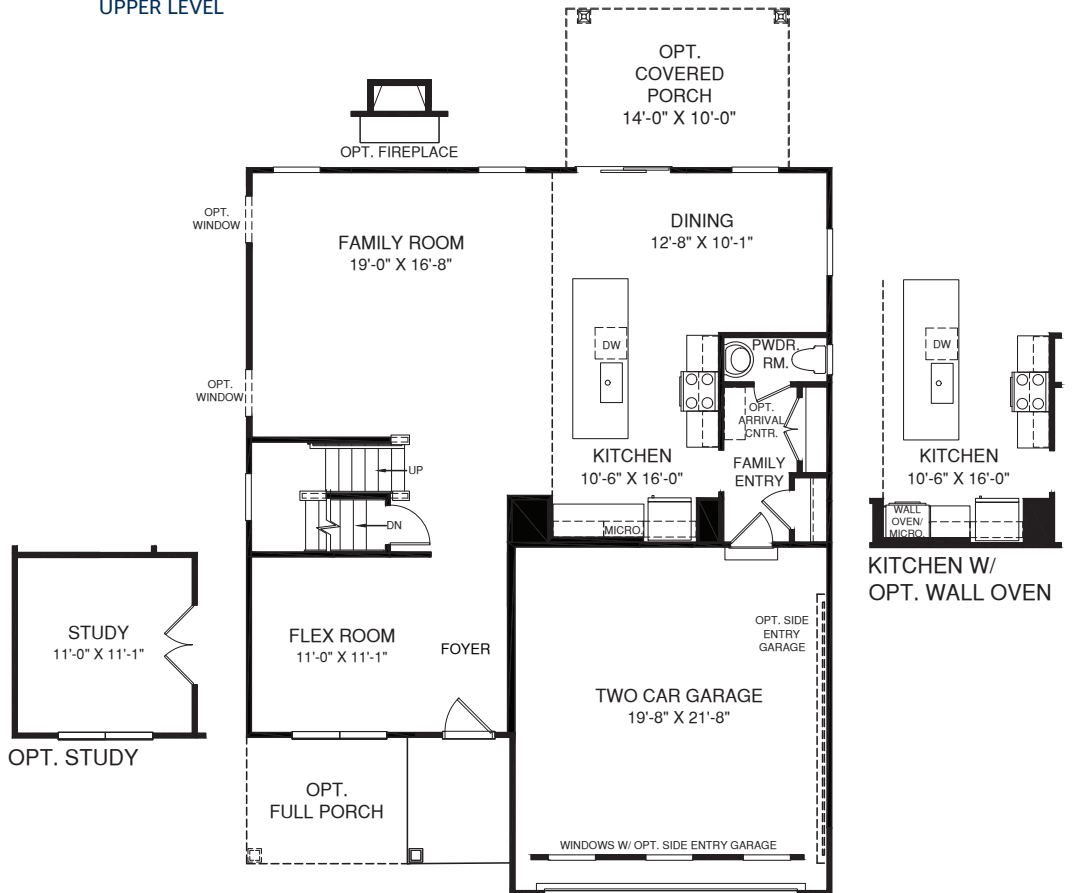 UPPER LEVEL
OPT.
COVERED
PORCH
14'-0" X 10'-0"
OPT. FIREPLACE
OPT.
WINDOW
FAMILY ROOM
19'-0" X 16'-8"
DINING
12'-8" X 10'-1"
DW
PWDR.
RM.
OPT.
WINDOW
OPT.
ARRIVAL
CNTR.
KITCHEN
10'-6" X 16'-0"
FAMILY
ENTRY
UP
DN
MICRO.
DW
KITCHEN
10'-6" X 16'-0"
WALL
OVEN/
MICRO.
KITCHEN W/
OPT. WALL OVEN
STUDY
11'-0" X 11'-1"
OPT. STUDY
FLEX ROOM
11'-0" X 11'-1"
FOYER
OPT. SIDE
ENTRY
GARAGE
TWO CAR GARAGE
19'-8" X 21'-8"
OPT.
FULL PORCH
WINDOWS W/ OPT. SIDE ENTRY GARAGE